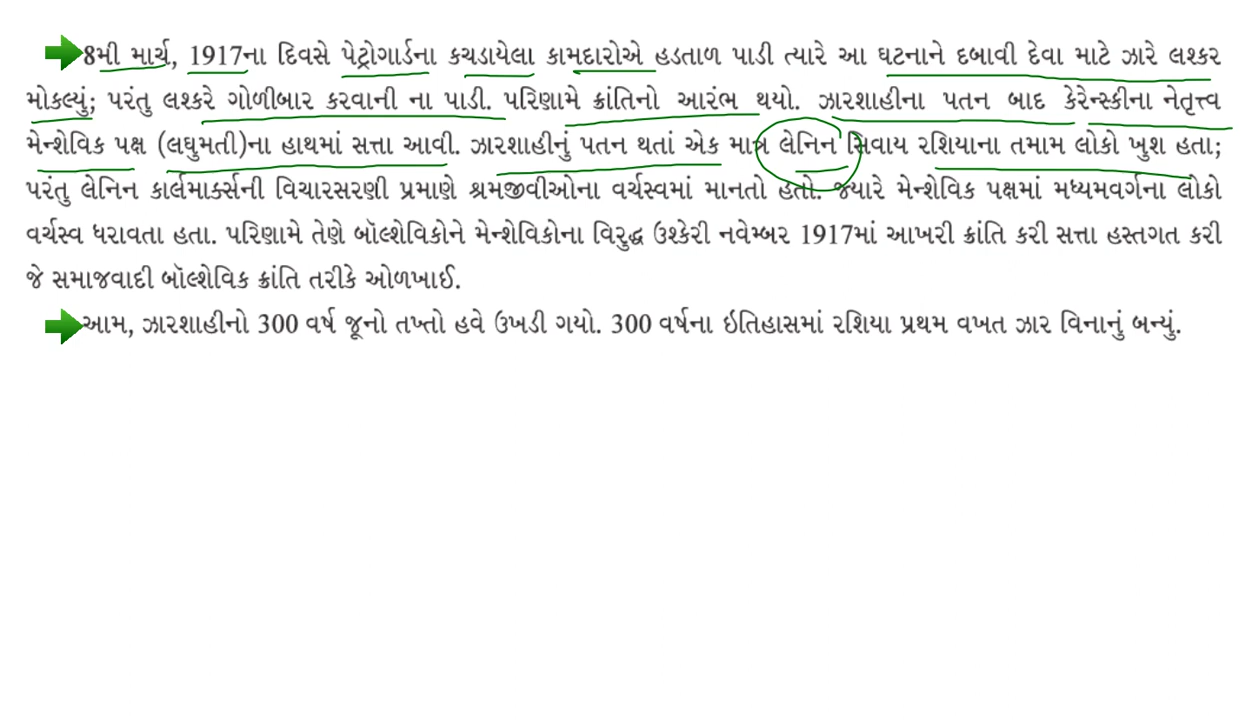 8મી માર્ચ, 1917ના દિવસે પેટ્રોગાર્ડના કચડાયેલા કામદારોએ હડતાળ પાડી ત્યારે આ ઘટનાને દબાવી દેવા માટે ઝારે લશ્કર
મોકલ્યું; પરંતુ લશ્કરે ગોળીબાર કરવાની ના પાડી. પરિણામે ક્રાંતિનો આરંભ થયો. ઝારશાહીના પતન બાદ કેરેન્સ્કીના નેતૃત્ત્વ
મેન્શેવિક પક્ષ (લઘુમતી)ના હાથમાં સત્તા આવી. ઝારશાહીનું પતન થતાં એક માત્ર લેનિન સિવાય રશિયાના તમામ લોકો ખુશ હતા;
પરંતુ લેનિન કાર્લમાર્ક્સની વિચારસરણી પ્રમાણે શ્રમજીવીઓના વર્ચસ્વમાં માનતો હતો. જ્યારે મેન્શેવિક પક્ષમાં મધ્યમવર્ગના લોકો
વર્ચસ્વ ધરાવતા હતા. પરિણામે તેણે બૉલ્શેવિકોને મેન્શેવિકોના વિરુદ્ધ ઉશ્કેરી નવેમ્બર 1917માં આખરી ક્રાંતિ કરી સત્તા હસ્તગત કરી
જે સમાજવાદી બૉલ્શેવિક ક્રાંતિ તરીકે ઓળખાઈ.
આમ, ઝારશાહીનો 300 વર્ષ જૂનો તખ્તો હવે ઉખડી ગયો. 300 વર્ષના ઇતિહાસમાં રશિયા પ્રથમ વખત ઝાર વિનાનું બન્યું.